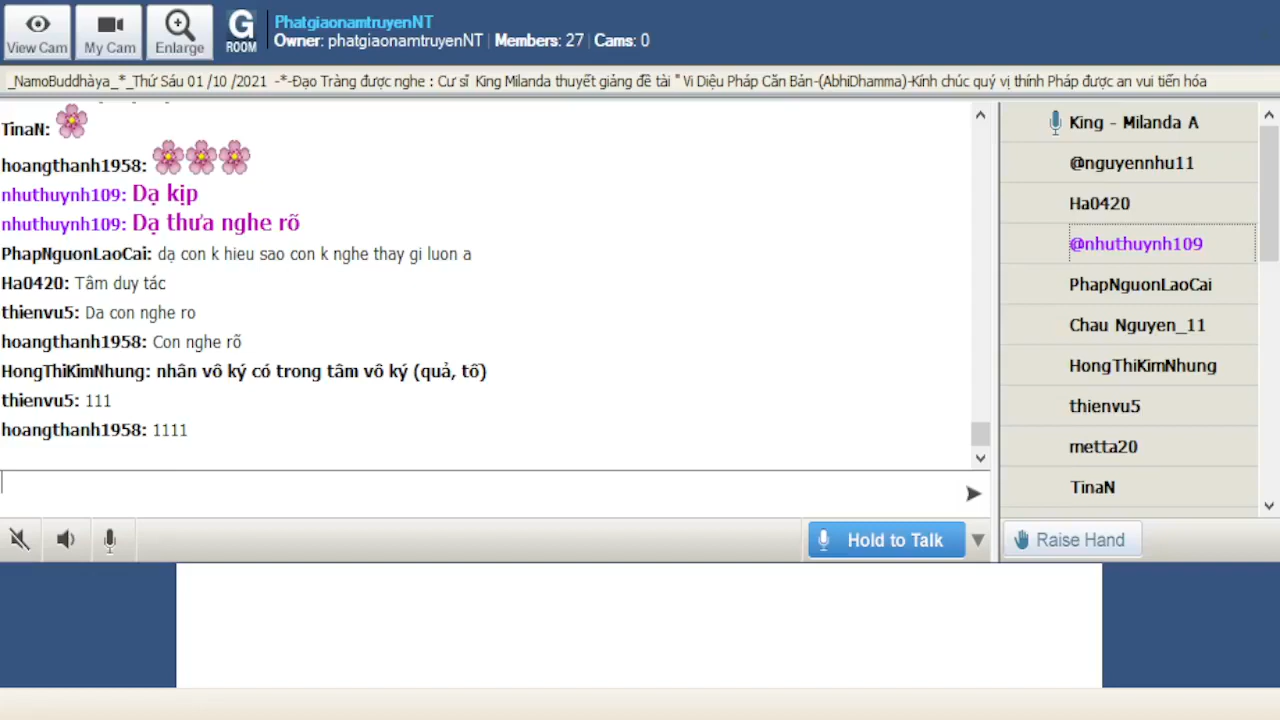 View Cam
My Cam
Enlarge
G
ROOM
PhatgiaonamtruyenNT
Owner: phatgiaonamtruyenNT | Members: 27 | Cams: 0
_NamoBuddhàya_*_Thứ Sáu 01 /10 /2021 -*-Đạo Tràng được nghe : Cư sĩ King Milanda thuyết giảng đề tài " Vi Diệu Pháp Căn Bản-(AbhiDhamma)-Kính chúc quý vị thính Pháp được an vui tiến hóa
TinaN:
hoangthanh1958:
nhuthuynh109: Dạ kịp
nhuthuynh109: Dạ thưa nghe rõ
PhapNguonLaoCai: dạ con k hieu sao con k nghe thay gi luon a
Ha0420: Tâm duy tác
thienvu5: Da con nghe ro
hoangthanh1958: Con nghe rõ
HongThiKimNhung: nhân vô ký có trong tâm vô ký (quả, tố)
thienvu5: 111
hoangthanh1958: 1111
King - Milanda A
@nguyennhu11
Ha0420
@nhuthuynh109
PhapNguonLaoCai
Chau Nguyen_11
HongThiKimNhung
thienvu5
metta20
TinaN
Hold to Talk
Raise Hand